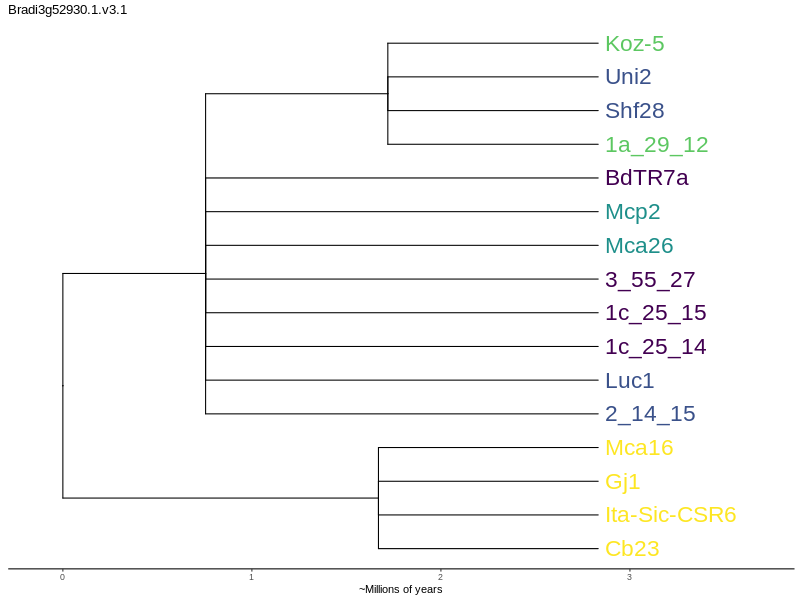 Bradi3g52930.1.v3.1
Koz-5
Uni2
Shf28
1a_29_12
BdTR7a
Mcp2
Mca26
3_55_27
1c_25_15
1c_25_14
Luc1
2_14_15
Mca16
Gj1
Ita-Sic-CSR6
Cb23
0 1 2 3
~Millions of years